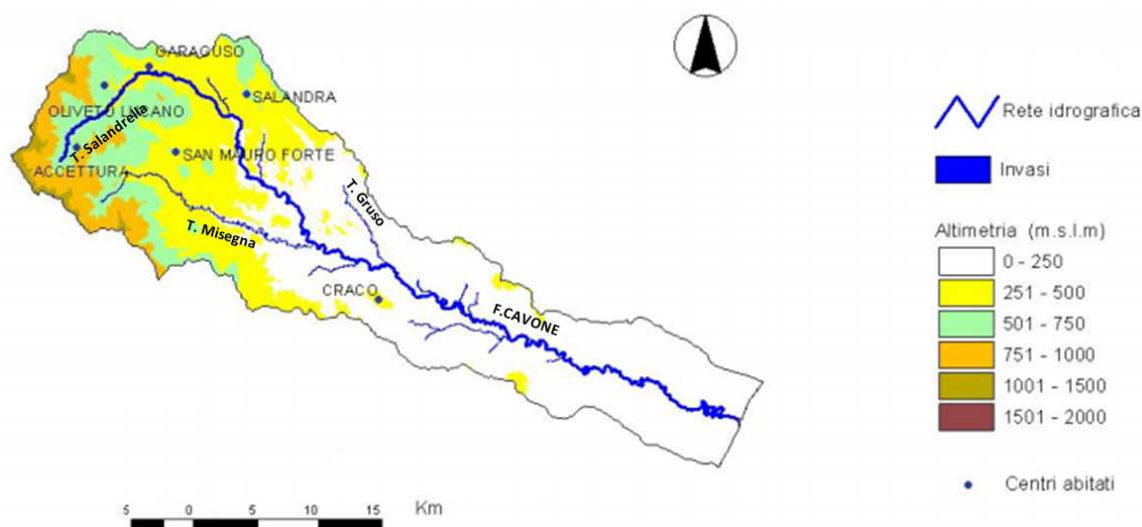 GARAGUSO
SALANDRA
OLIVETO LUCANO
T. Salandrella
SAN MAURO FORTE
ACCETTURA
T. Gruso
T. Misegna
CRACO
F.CAVONE
Rete idrografica
Invasi
Altimetria (m.s.l.m)
0 - 250
251 - 500
501 - 750
751 - 1000
1001 - 1500
1501 - 2000
Centri abitati
5 0 5 10 15 Km